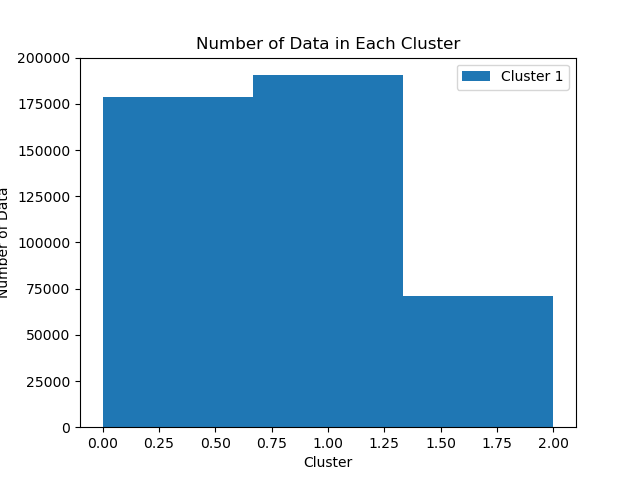 Number of Data in Each Cluster
Cluster 1
200000
175000
150000
125000
100000
75000
50000
25000
0
Number of Data
0.00 0.25 0.50 0.75 1.00 1.25 1.50 1.75 2.00
Cluster